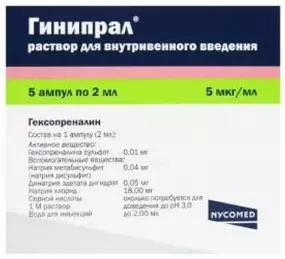 Гинипрал®
раствор для внутривенного введения
5 ампул по 2 мл 5 мкг/мл
Гексопреналин
Состав на 1 ампулу (2 мл):
Активное вещество:
Гексопреналина сульфат 0,01 мг
Вспомогательные вещества:
Натрия метабисульфит 0,04 мг
(натрия дисульфит)
Динатрия эдетата дигидрат 0,05 мг
Натрия хлорид 18,00 мг
Серной кислоты сколько потребуется для
1 М раствор доведения до pH 3,0
Вода для инъекций до 2,00 мл
NYCOMED